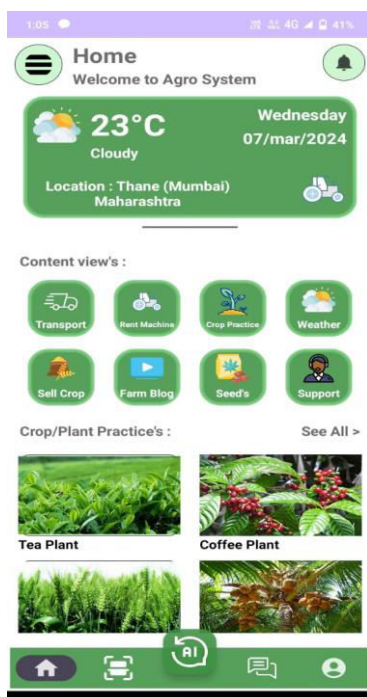 1:05 4G 41%
Home
Welcome to Agro System
23°C
Cloudy
Wednesday
07/mar/2024
Location : Thane (Mumbai)
Maharashtra
Content view's :
Transport Rent Machine Crop Practice Weather
Sell Crop Farm Blog Seed's Support
Crop/Plant Practice's : See All >
Tea Plant Coffee Plant
AI